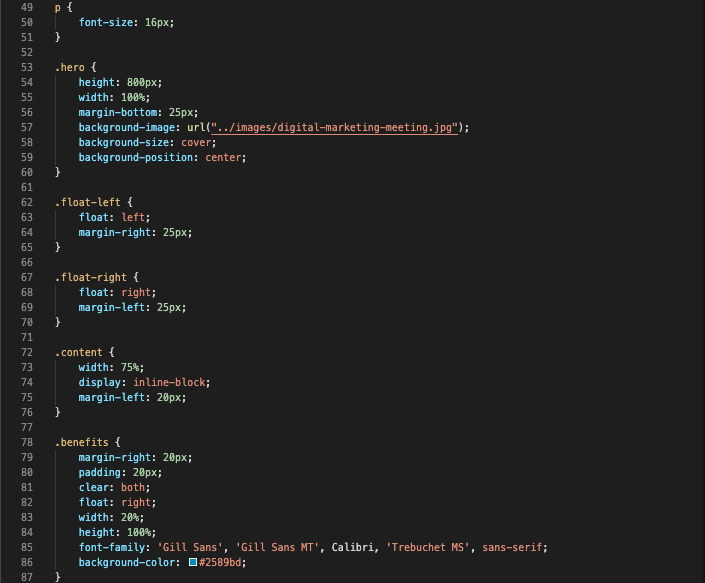 49 p {
50 font-size: 16px;
51 }
52
53 .hero {
54 height: 800px;
55 width: 100%;
56 margin-bottom: 25px;
57 background-image: url("../images/digital-marketing-meeting.jpg");
58 background-size: cover;
59 background-position: center;
60 }
61
62 .float-left {
63 float: left;
64 margin-right: 25px;
65 }
66
67 .float-right {
68 float: right;
69 margin-left: 25px;
70 }
71
72 .content {
73 width: 75%;
74 display: inline-block;
75 margin-left: 20px;
76 }
77
78 .benefits {
79 margin-right: 20px;
80 padding: 20px;
81 clear: both;
82 float: right;
83 width: 20%;
84 height: 100%;
85 font-family: 'Gill Sans', 'Gill Sans MT', Calibri, 'Trebuchet MS', sans-serif;
86 background-color: #2589bd;
87 }